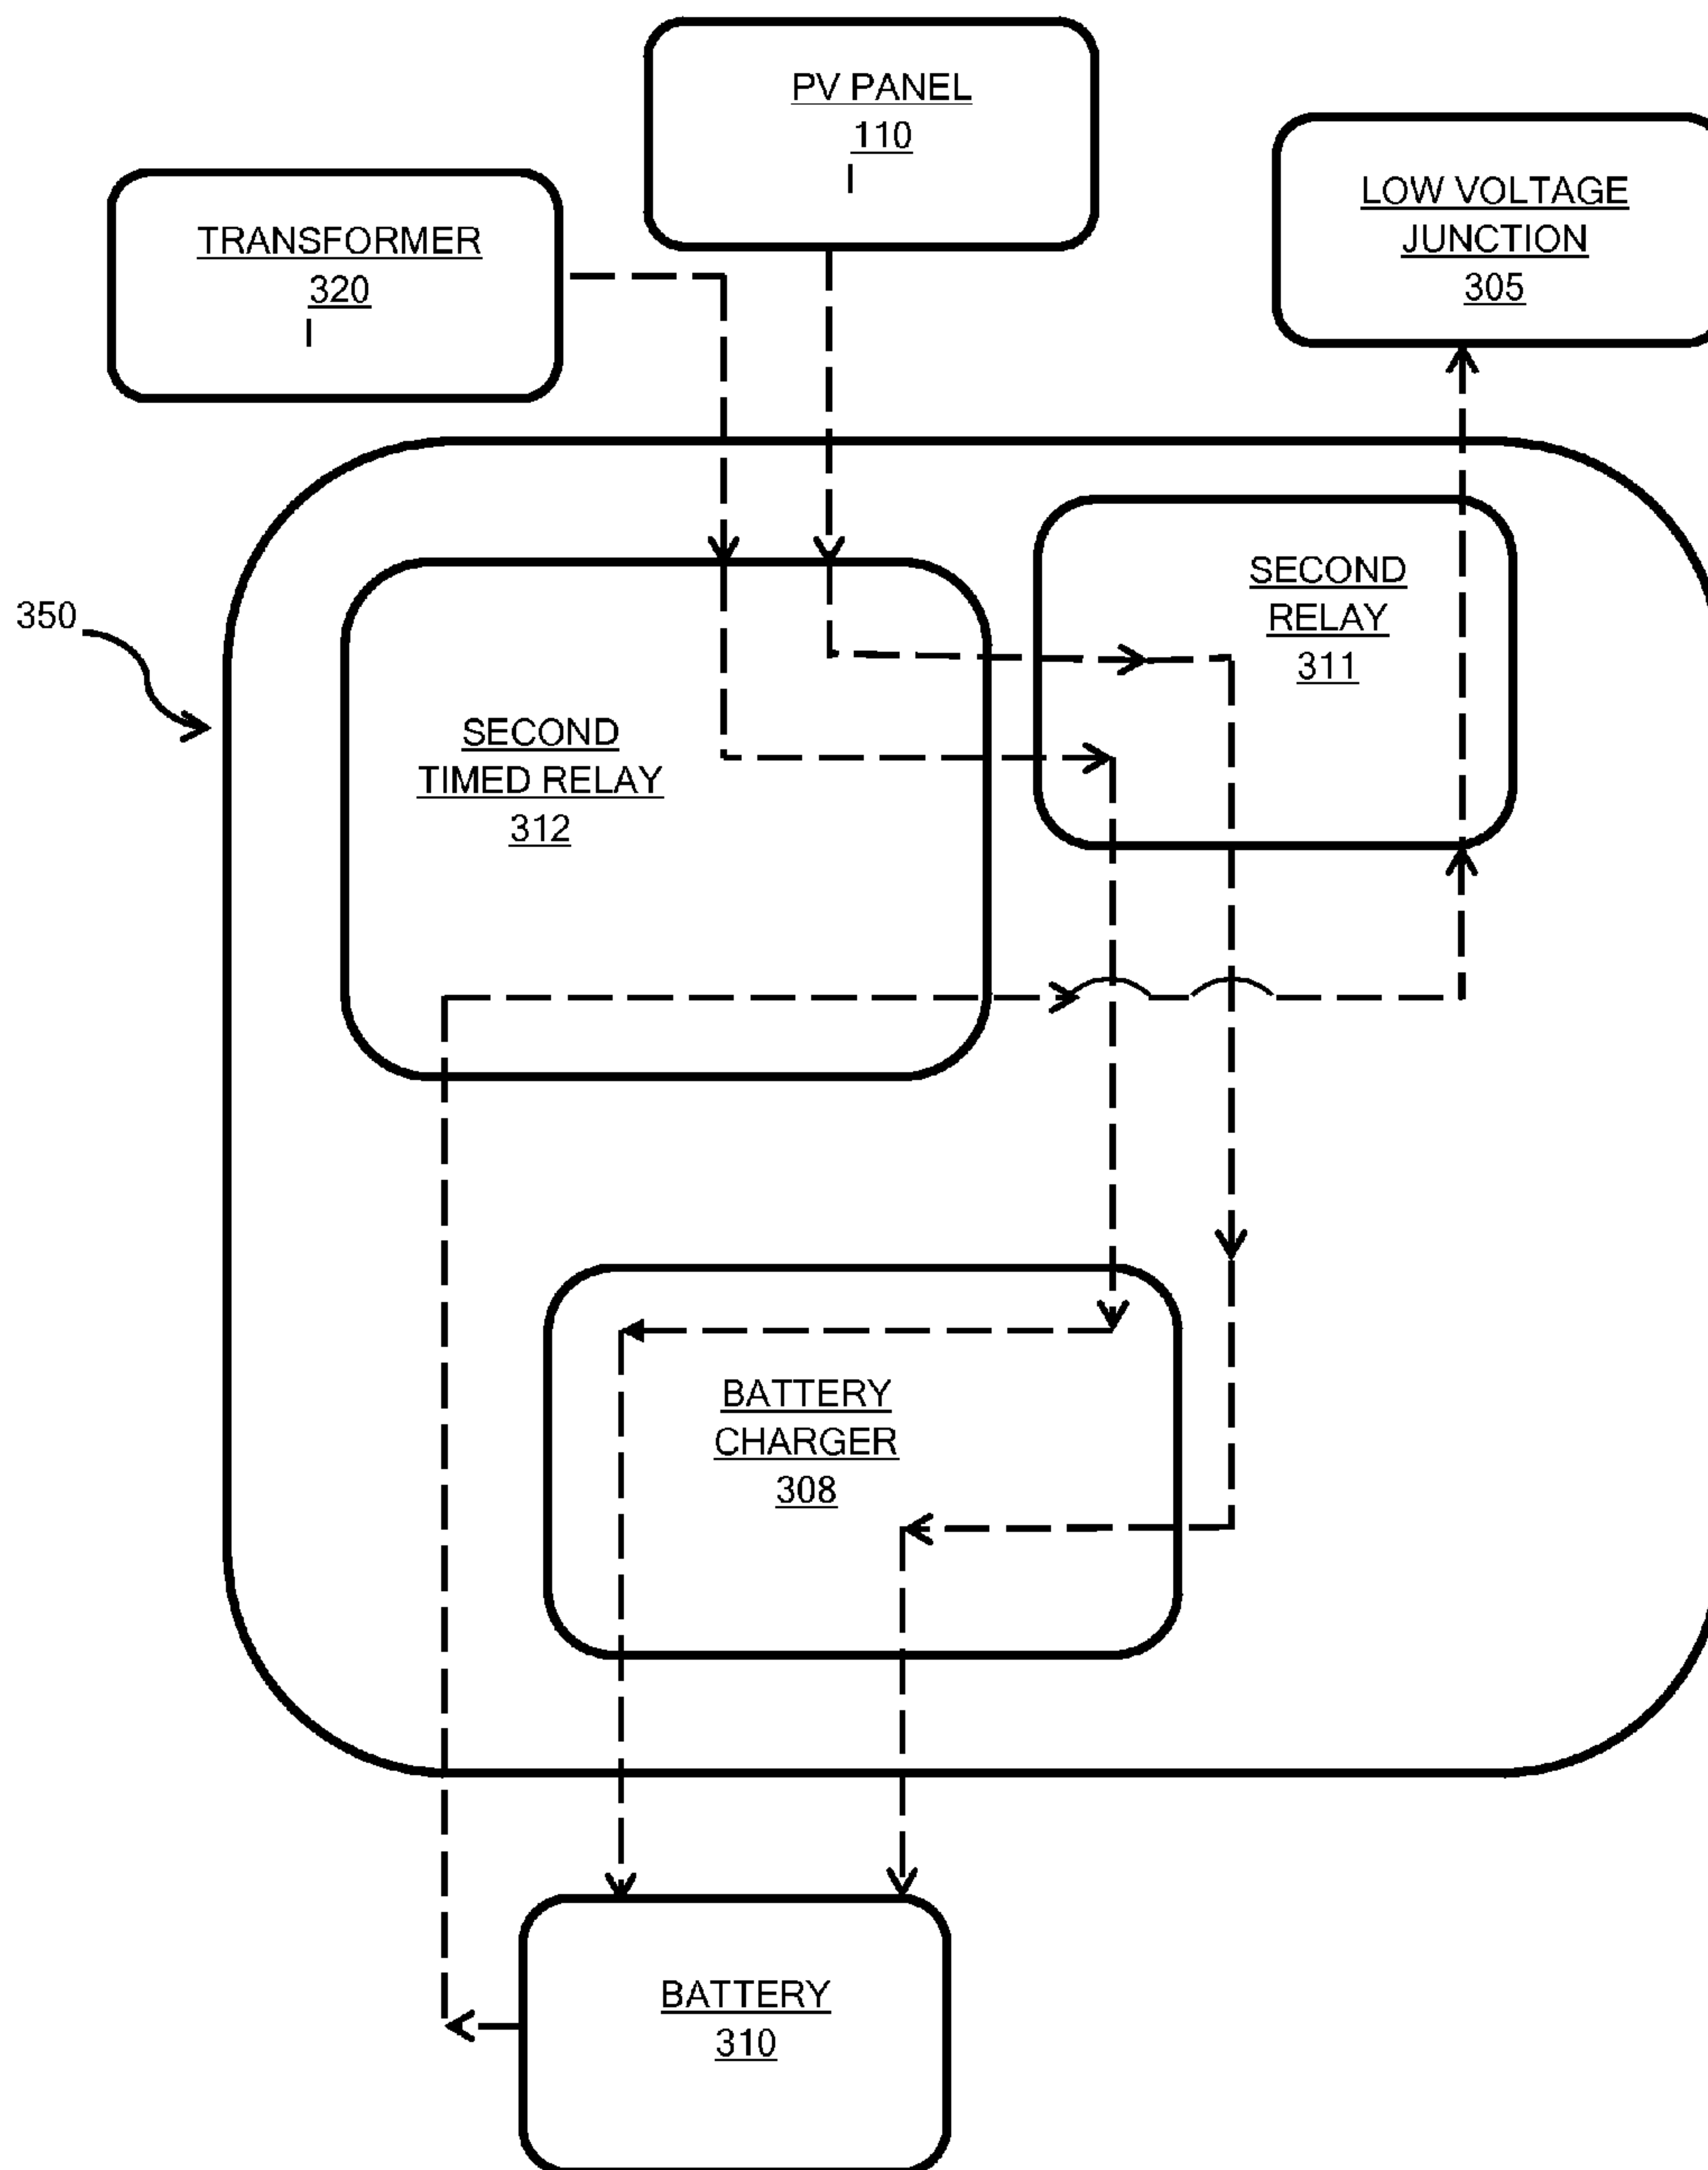 PV PANEL
110
TRANSFORMER
320
LOW VOLTAGE
JUNCTION
305
350
SECOND
RELAY
311
SECOND
TIMED RELAY
312
BATTERY
CHARGER
308
BATTERY
310